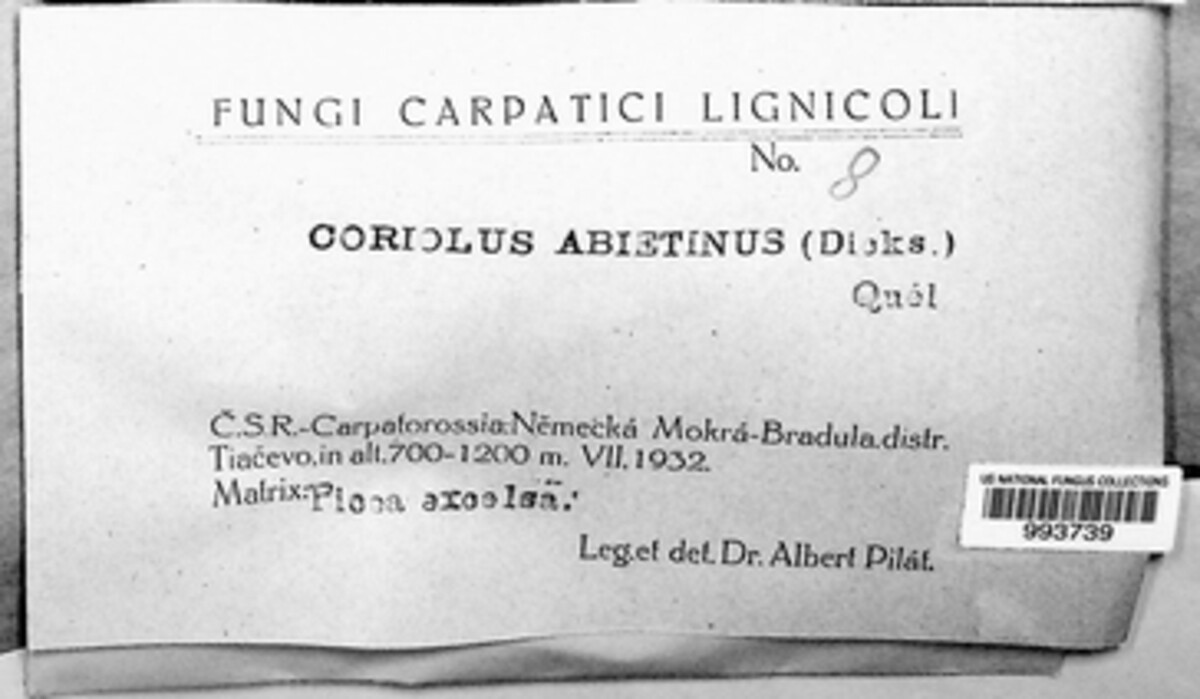 FUNGI CARPATICI LIGNICOLI
No. 8
CORIOLUS ABIETINUS (Dicks.)
Quél
Č.S.R.-Carpatorossia:Německá Mokrá-Bradula.distr.
Tiačevo,in alt.700-1200 m. VII.1932.
Matrix:Picea excelsa.
Leg.et det. Dr. Albert Pilát.
US NATIONAL FUNGUS COLLECTIONS
993739